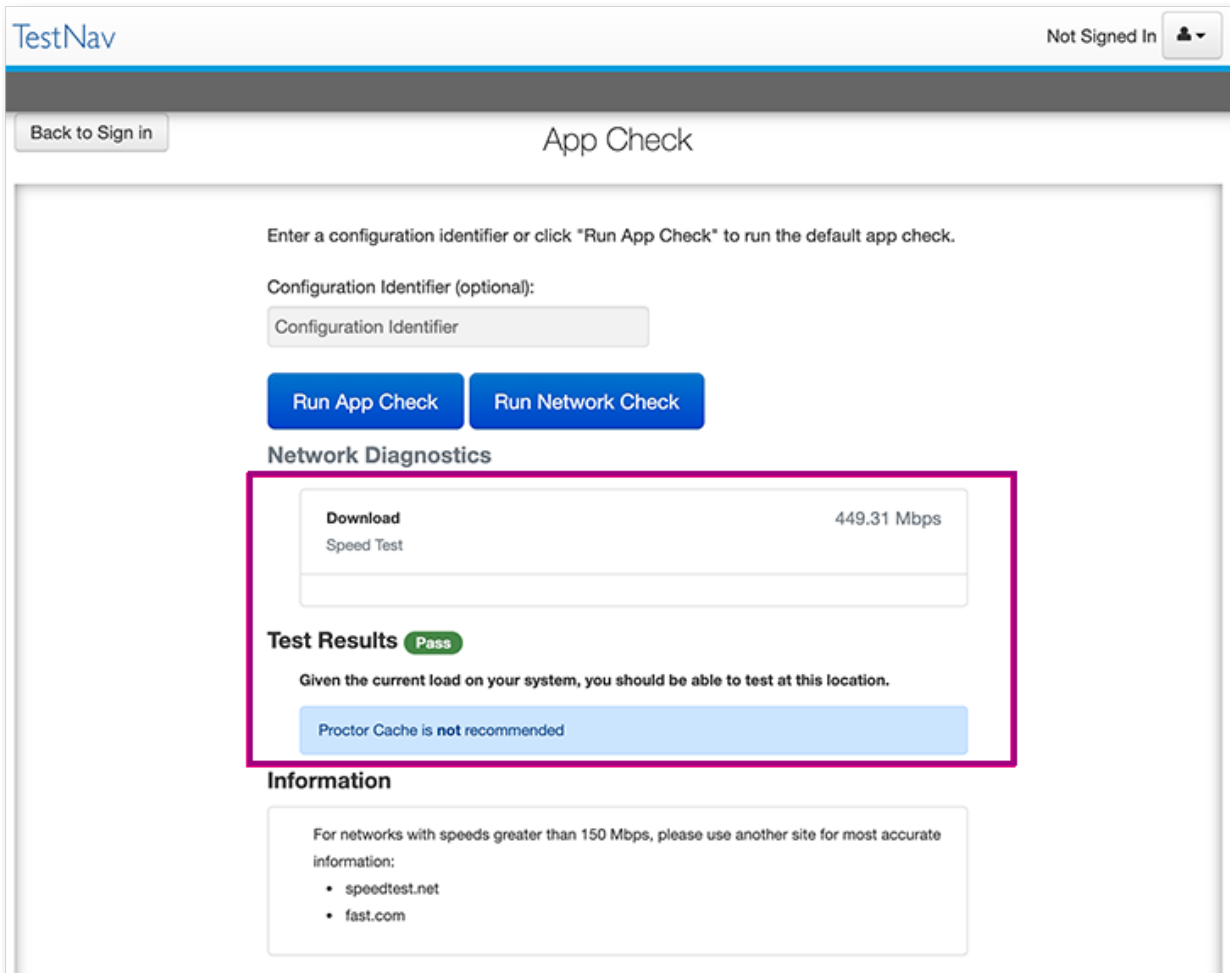 TestNav
Not Signed In
Back to Sign in
App Check
Enter a configuration identifier or click "Run App Check" to run the default app check.
Configuration Identifier (optional):
Configuration Identifier
Run App Check
Run Network Check
Network Diagnostics
Download
449.31 Mbps
Speed Test
Test Results Pass
Given the current load on your system, you should be able to test at this location.
Proctor Cache is not recommended
Information
For networks with speeds greater than 150 Mbps, please use another site for most accurate
information:
• speedtest.net
• fast.com